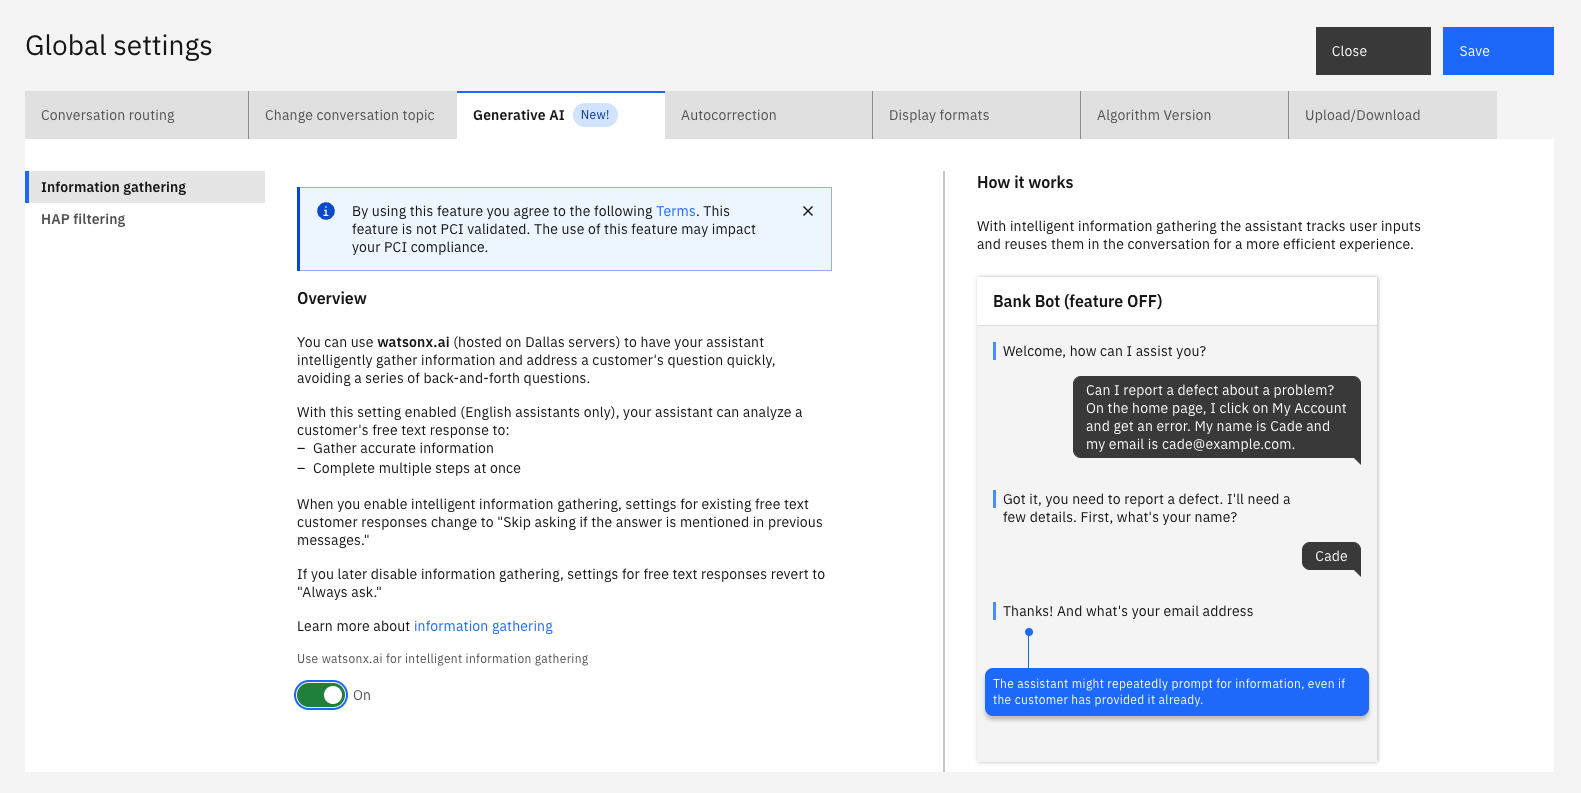 Global settings
Close
Save
Conversation routing
Change conversation topic
Generative AI New!
Autocorrection
Display formats
Algorithm Version
Upload/Download
Information gathering
HAP filtering
By using this feature you agree to the following Terms. This
feature is not PCI validated. The use of this feature may impact
your PCI compliance.
Overview
You can use watsonx.ai (hosted on Dallas servers) to have your assistant
intelligently gather information and address a customer's question quickly,
avoiding a series of back-and-forth questions.
With this setting enabled (English assistants only), your assistant can analyze a
customer's free text response to:
– Gather accurate information
– Complete multiple steps at once
When you enable intelligent information gathering, settings for existing free text
customer responses change to "Skip asking if the answer is mentioned in previous
messages."
If you later disable information gathering, settings for free text responses revert to
"Always ask."
Learn more about information gathering
Use watsonx.ai for intelligent information gathering
On
How it works
With intelligent information gathering the assistant tracks user inputs
and reuses them in the conversation for a more efficient experience.
Bank Bot (feature OFF)
Welcome, how can I assist you?
Can I report a defect about a problem?
On the home page, I click on My Account
and get an error. My name is Cade and
my email is cade@example.com.
Got it, you need to report a defect. I'll need a
few details. First, what's your name?
Cade
Thanks! And what's your email address
The assistant might repeatedly prompt for information, even if
the customer has provided it already.